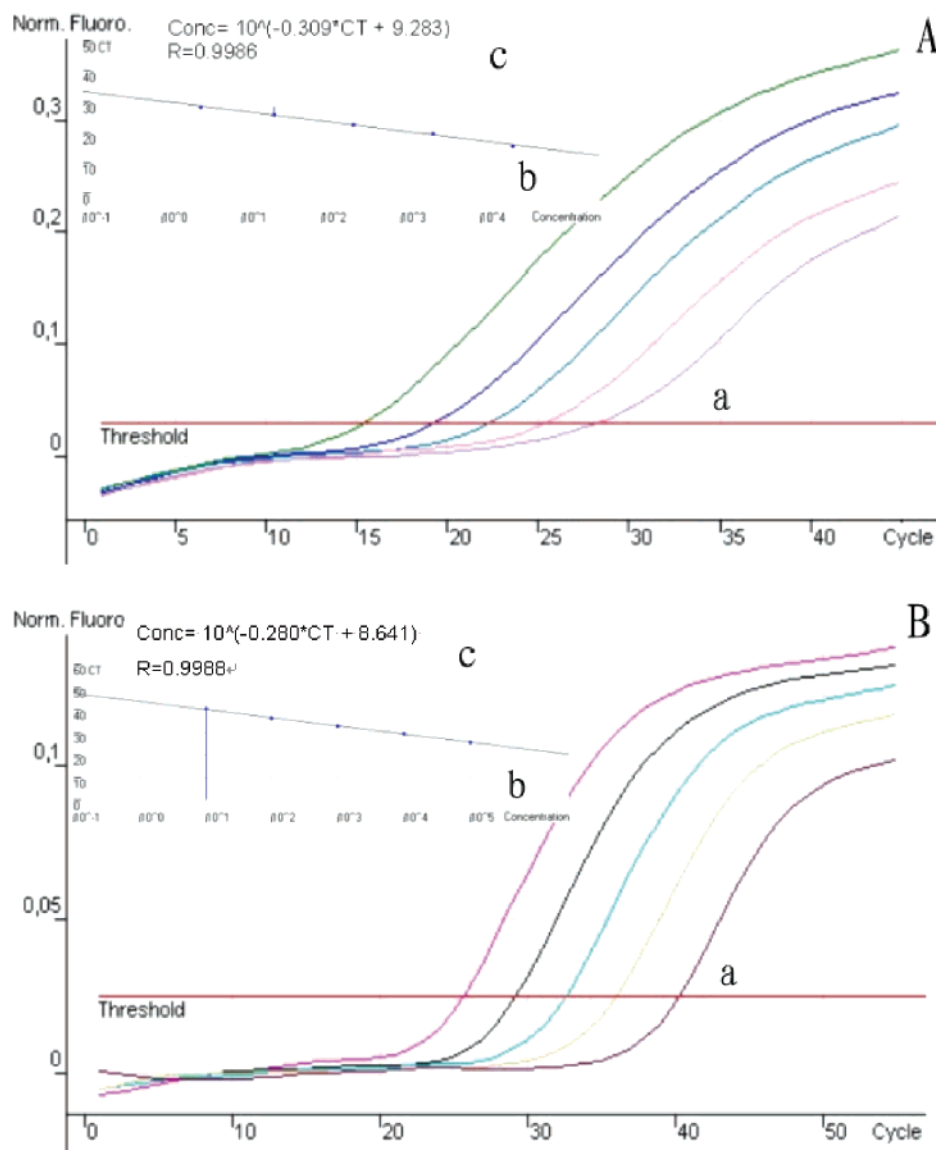 Norm. Fluoro.
Conc= 10^(-0.309*CT + 9.283)
R=0.9986
A
c
50 CT
40
30
20
10
0
b
10^-1 10^0 10^1 10^2 10^3 10^4 Concentration
0,3
0,2
0,1
0
a
Threshold
0 5 10 15 20 25 30 35 40 Cycle
Norm. Fluoro
Conc= 10^(-0.280*CT + 8.641)
R=0.9988↵
B
c
60 CT
50
40
30
20
10
0
b
10^-1 10^0 10^1 10^2 10^3 10^4 10^5 Concentration
0,1
0,05
0
a
Threshold
0 10 20 30 40 50 Cycle